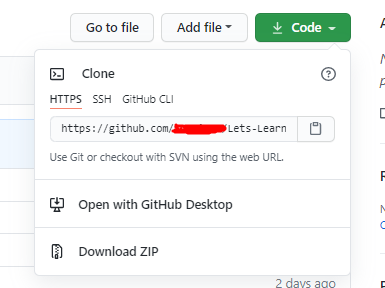 Go to file
Add file
Code
Clone
HTTPS SSH GitHub CLI
https://github.com/ /Lets-Learn
Use Git or checkout with SVN using the web URL.
Open with GitHub Desktop
Download ZIP
2 days ago